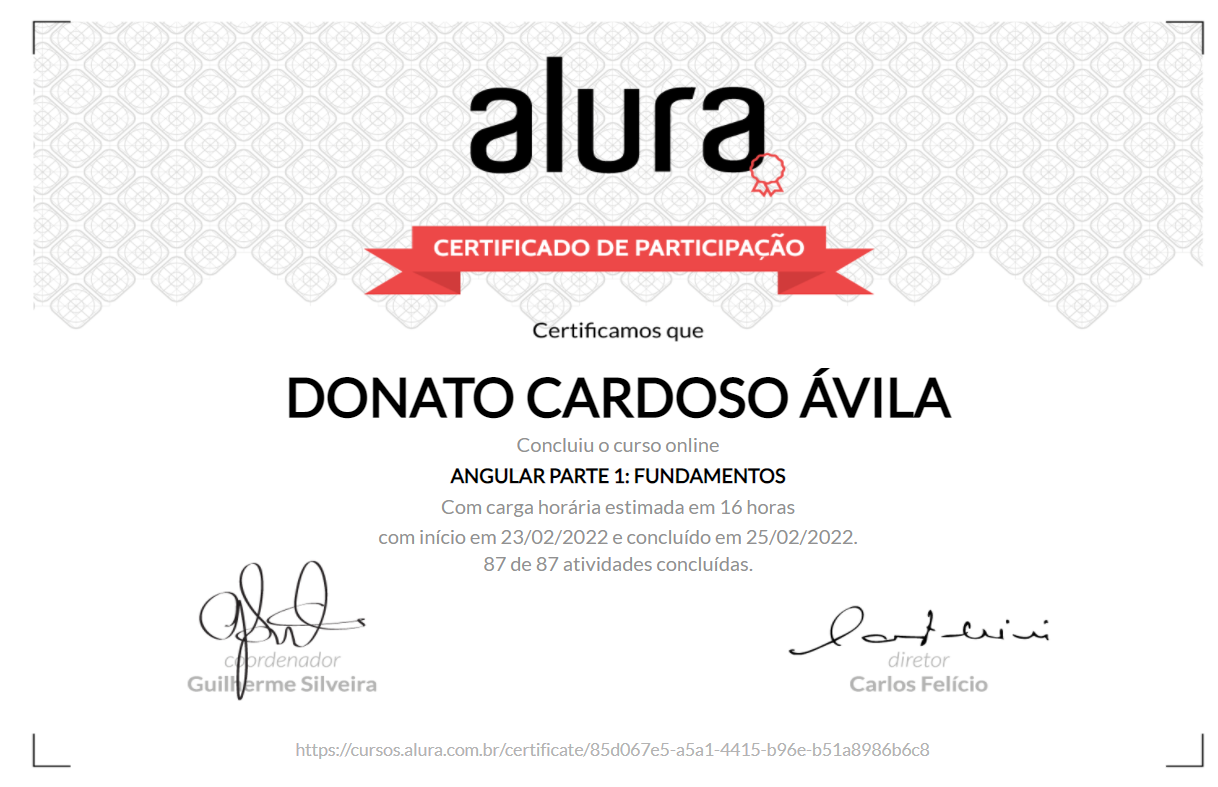 alura
CERTIFICADO DE PARTICIPAÇÃO
Certificamos que
DONATO CARDOSO ÁVILA
Concluiu o curso online
ANGULAR PARTE 1: FUNDAMENTOS
Com carga horária estimada em 16 horas
com início em 23/02/2022 e concluído em 25/02/2022.
87 de 87 atividades concluídas.
coordenador
Guilherme Silveira
diretor
Carlos Felício
https://cursos.alura.com.br/certificate/85d067e5-a5a1-4415-b96e-b51a8986b6c8